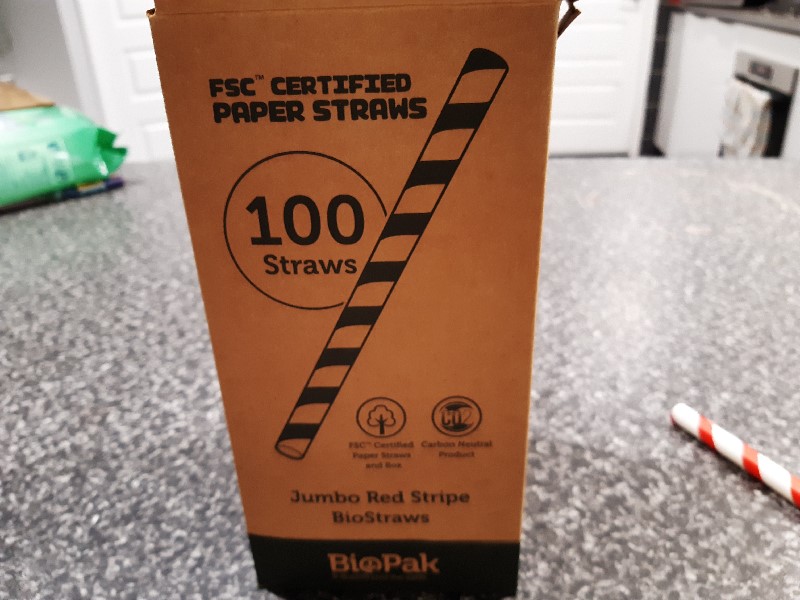 FSC™ CERTIFIED
PAPER STRAWS
100
Straws
FSC™ Certified
Paper Straws
and Box
CO2
Carbon Neutral
Product
Jumbo Red Stripe
BioStraws
BioPak